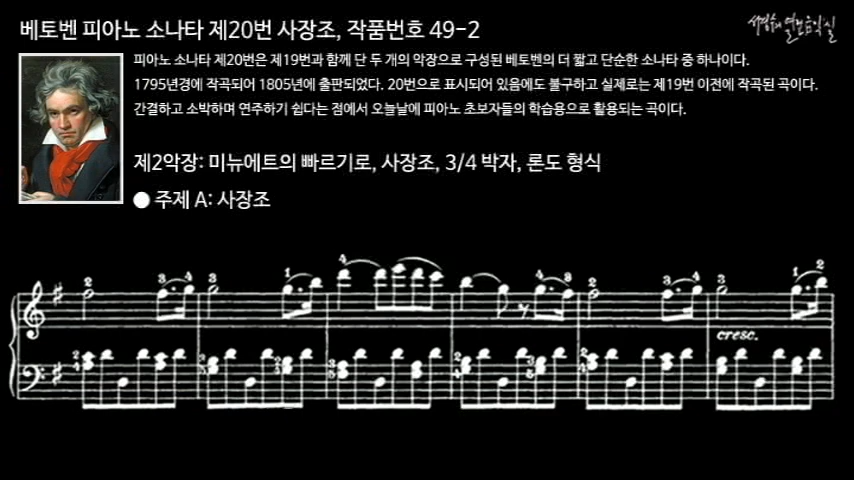 베토벤 피아노 소나타 제20번 사장조, 작품번호 49-2
피아노 소나타 제20번은 제19번과 함께 단 두 개의 악장으로 구성된 베토벤의 더 짧고 단순한 소나타 중 하나이다.
1795년경에 작곡되어 1805년에 출판되었다. 20번으로 표시되어 있음에도 불구하고 실제로는 제19번 이전에 작곡된 곡이다.
간결하고 소박하며 연주하기 쉽다는 점에서 오늘날에 피아노 초보자들의 학습용으로 활용되는 곡이다.
제2악장: 미뉴에트의 빠르기로, 사장조, 3/4 박자, 론도 형식
● 주제 A: 사장조
cresc.